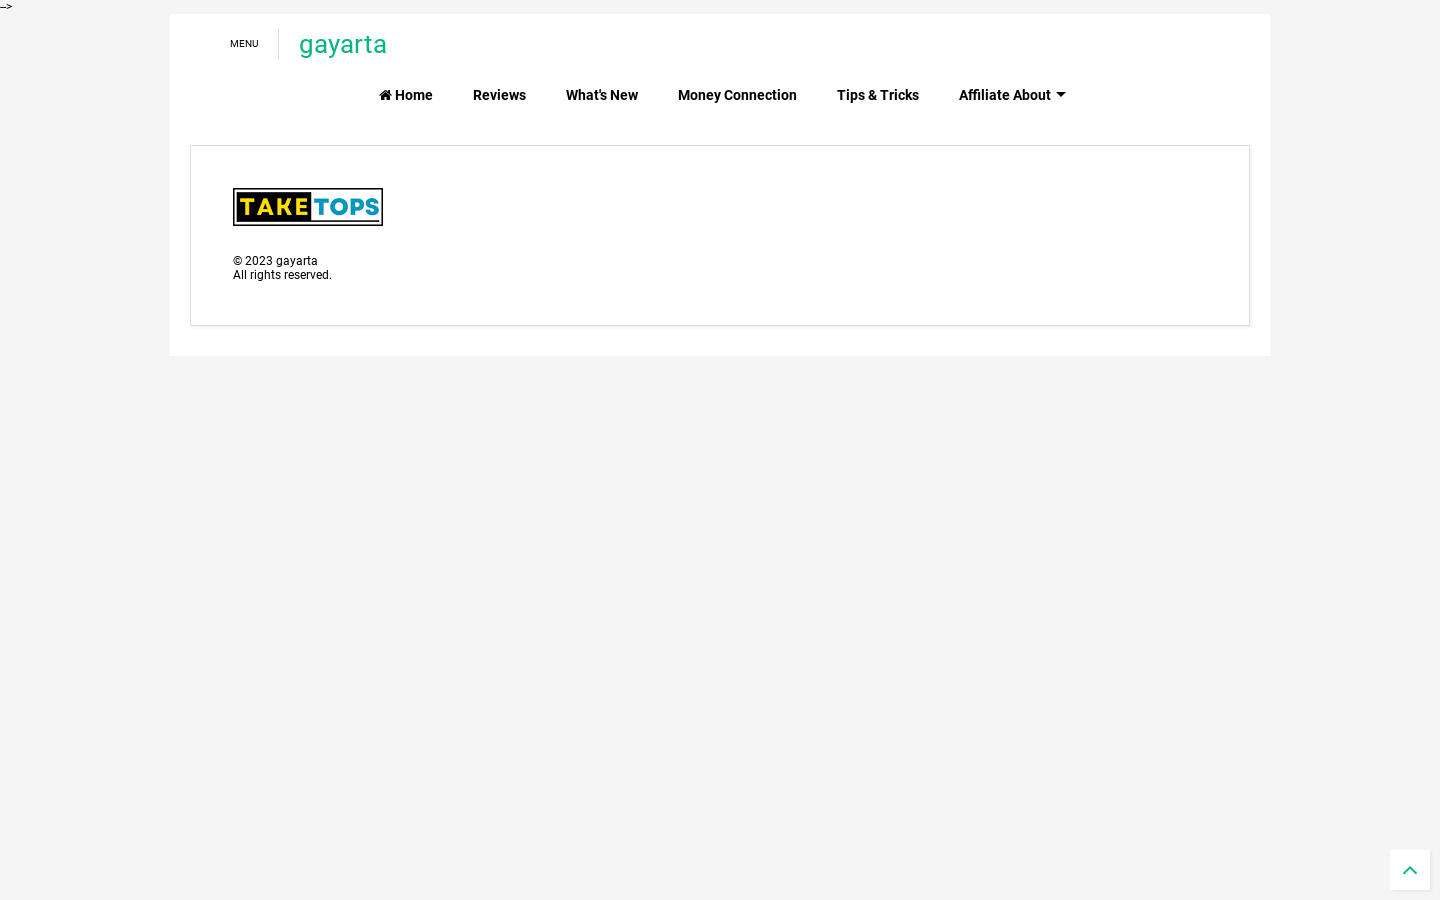 -->
MENU
gayarta
Home Reviews What's New Money Connection Tips & Tricks Affiliate About
TAKE TOPS
© 2023 gayarta
All rights reserved.